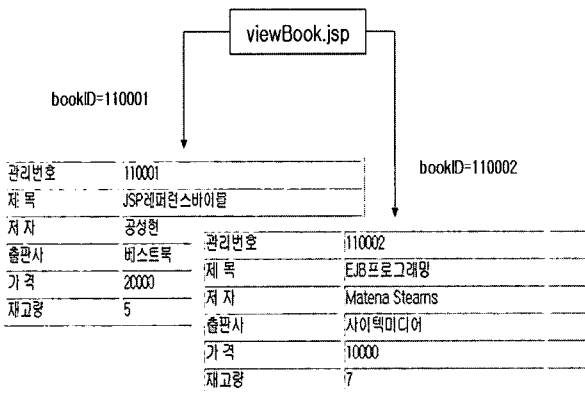 viewBook.jsp
bookID=110001
bookID=110002
관리번호 110001
제 목 JSP레퍼런스바이블
저 자 공성현
출판사 비스트북
가 격 20000
재고량 5
관리번호 110002
제 목 EJB프로그래밍
저 자 Matena Stearns
출판사 사이텍미디어
가 격 10000
재고량 7